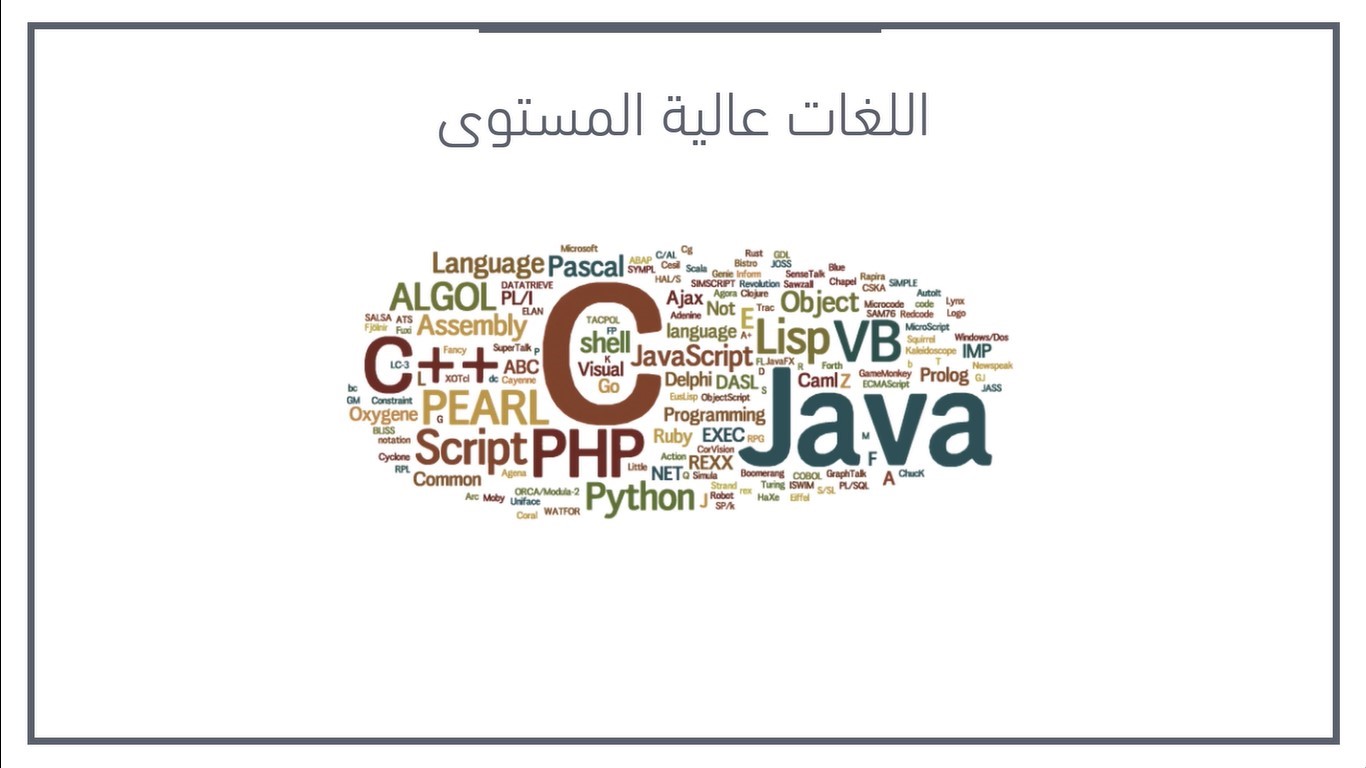 اللغات عالية المستوى
Microsoft
Cg
Language
Pascal
ABAP
C/AL
Rust
GDL
SYMPL
Cesil
Scala
Bistro
JOSS
Blue
HAL/S
Genie
Inform
SenseTalk
Rapira
DATATRIEVE
SIMSCRIPT
Revolution
Sawzall
Chapel
CSKA
SiMPLE
ALGOL
PL/I
C
Ajax
Agora
Clojure
Object
AutoIt
Not
Trac
Microcode
code
Lynx
ELAN
Adenine
E
SAM76
Redcode
Logo
SALSA
ATS
TACPOL
Fjölnir
Fuxi
Assembly
FP
language
A+
Lisp
VB
MicroScript
shell
Squirrel
Windows/Dos
C++
Fancy
SuperTalk
P
K
JavaScript
Kaleidoscope
IMP
LC-3
ABC
Visual
FL
JavaFX
R
Forth
b
T
Newspeak
L
XOTcl
dc
Cayenne
Go
Delphi
DASL
D
S
Caml
Z
GameMonkey
ECMAScript
Prolog
GJ
JASS
bc
GM
Constraint
PEARL
EusLisp
ObjectScript
Java
Oxygene
G
Programming
BLISS
notation
Script
PHP
Ruby
EXEC
RPG
M
Cyclone
CorVision
F
RPL
Action
REXX
Common
Agena
Little
NET
Q
Simula
Boomerang
COBOL
GraphTalk
A
ChucK
Arc
Moby
ORCA/Modula-2
Python
Strand
rex
Turing
ISWIM
S/SL
PL/SQL
Uniface
J
Robot
HaXe
Eiffel
Coral
WATFOR
SP/k